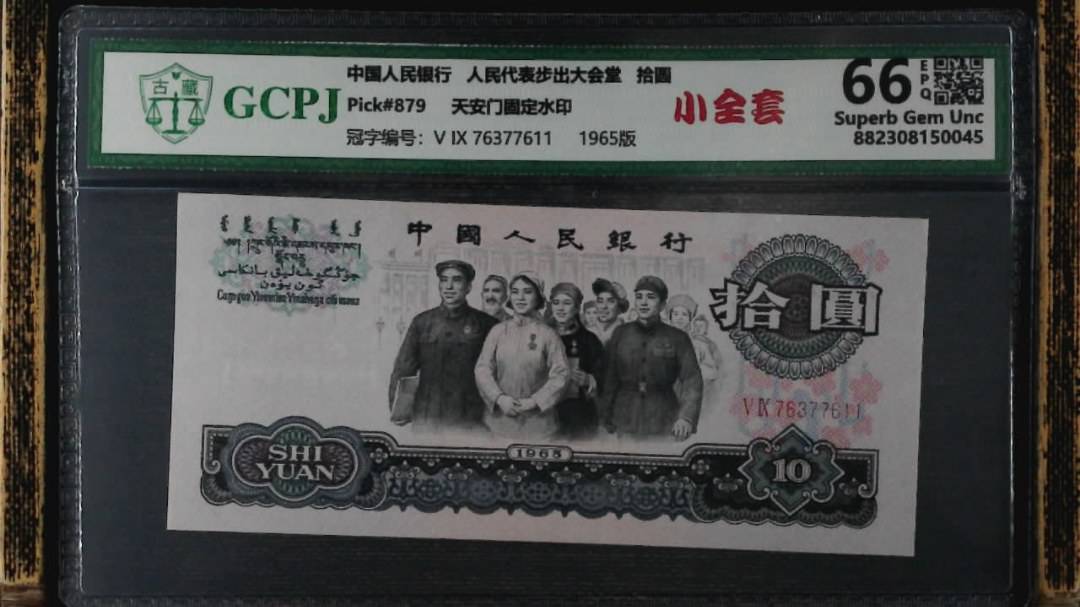 古 藏
GCPJ
中国人民银行 人民代表步出大会堂 拾圆
Pick#879 天安门固定水印
冠字编号: V IX 76377611 1965版
小全套
66 EPQ
Superb Gem Unc
882308150045
中國人民銀行
拾圓
V IX 76377611
1965
SHI
YUAN
10